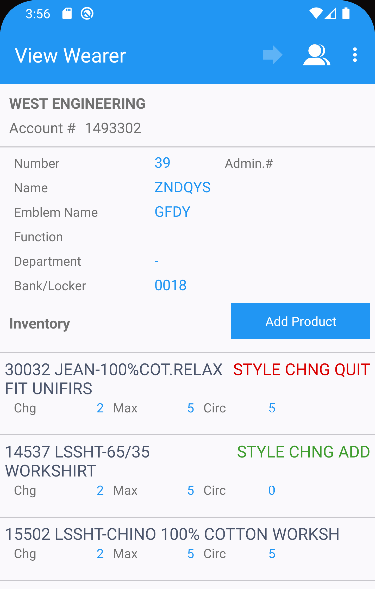 3:56
View Wearer
WEST ENGINEERING
Account # 1493302
Number 39 Admin.#
Name ZNDQYS
Emblem Name GFDY
Function
Department -
Bank/Locker 0018
Inventory Add Product
30032 JEAN-100%COT.RELAX STYLE CHNG QUIT
FIT UNIFIRS
Chg 2 Max 5 Circ 5
14537 LSSHT-65/35 STYLE CHNG ADD
WORKSHIRT
Chg 2 Max 5 Circ 0
15502 LSSHT-CHINO 100% COTTON WORKSH
Chg 2 Max 5 Circ 5